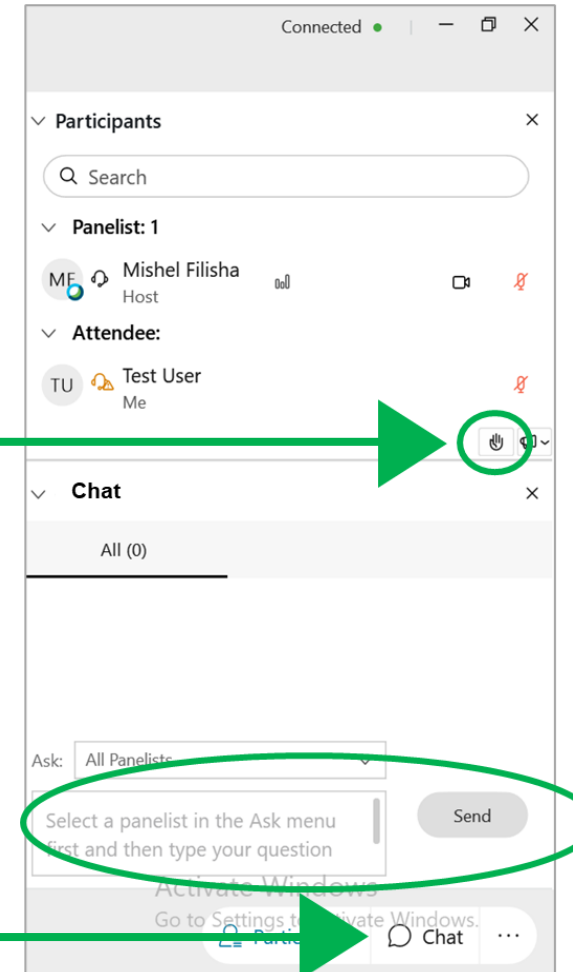 Connected
Participants
Search
Panelist: 1
MF Mishel Filisha
Host
Attendee:
TU Test User
Me
Chat
All (0)
Ask: All Panelists
Select a panelist in the Ask menu Send
first and then type your question
Activate Windows
Go to Settings to Activate Windows.
Chat